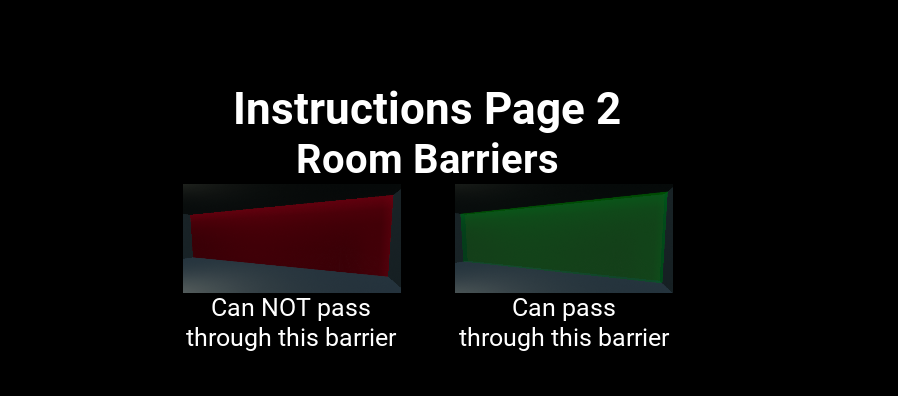 Instructions Page 2
Room Barriers
Can NOT pass
through this barrier
Can pass
through this barrier